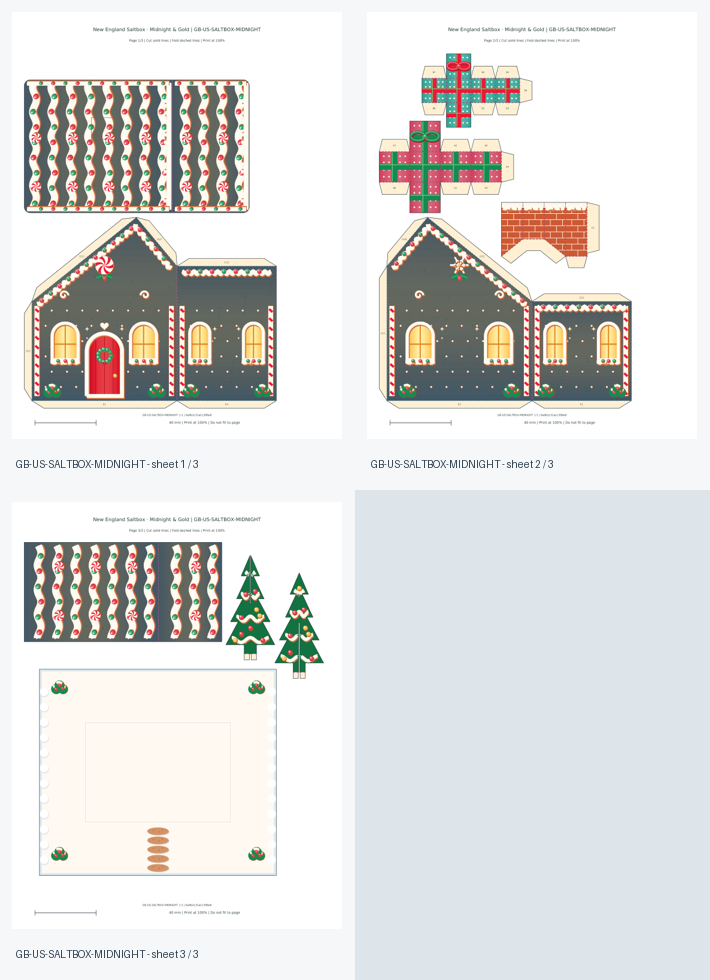 New England Saltbox · Midnight & Gold | GB-US-SALTBOX-MIDNIGHT
Page 1/3 | Cut solid lines | Fold dashed lines | Print at 100%
40 mm | Print at 100% | Do not fit to page
GB-US-SALTBOX-MIDNIGHT - sheet 1 / 3
New England Saltbox · Midnight & Gold | GB-US-SALTBOX-MIDNIGHT
Page 2/3 | Cut solid lines | Fold dashed lines | Print at 100%
40 mm | Print at 100% | Do not fit to page
GB-US-SALTBOX-MIDNIGHT - sheet 2 / 3
New England Saltbox · Midnight & Gold | GB-US-SALTBOX-MIDNIGHT
Page 3/3 | Cut solid lines | Fold dashed lines | Print at 100%
40 mm | Print at 100% | Do not fit to page
GB-US-SALTBOX-MIDNIGHT - sheet 3 / 3